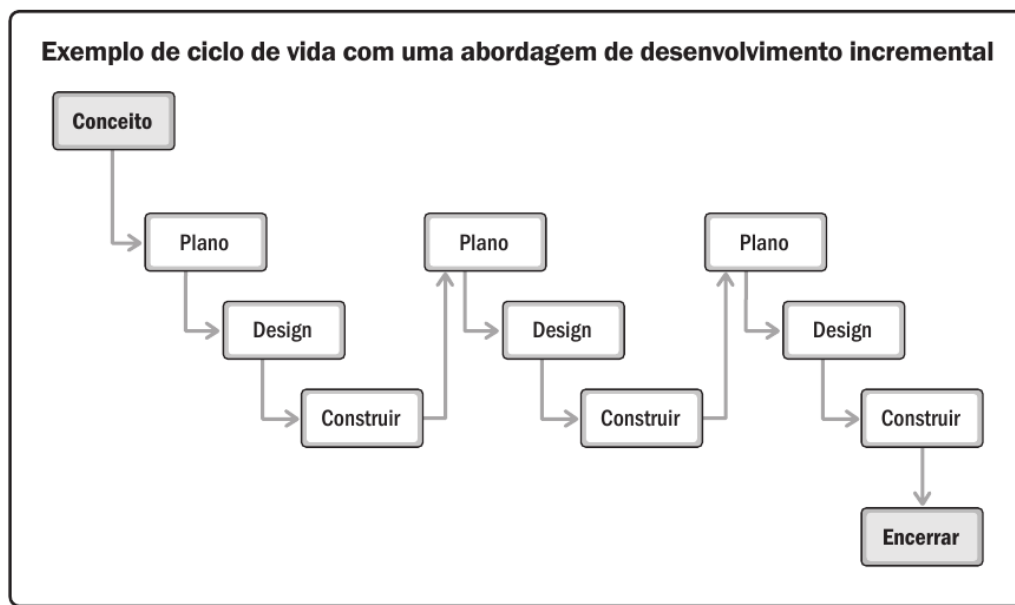 Exemplo de ciclo de vida com uma abordagem de desenvolvimento incremental
Conceito
Plano
Plano
Plano
Design
Design
Design
Construir
Construir
Construir
Encerrar